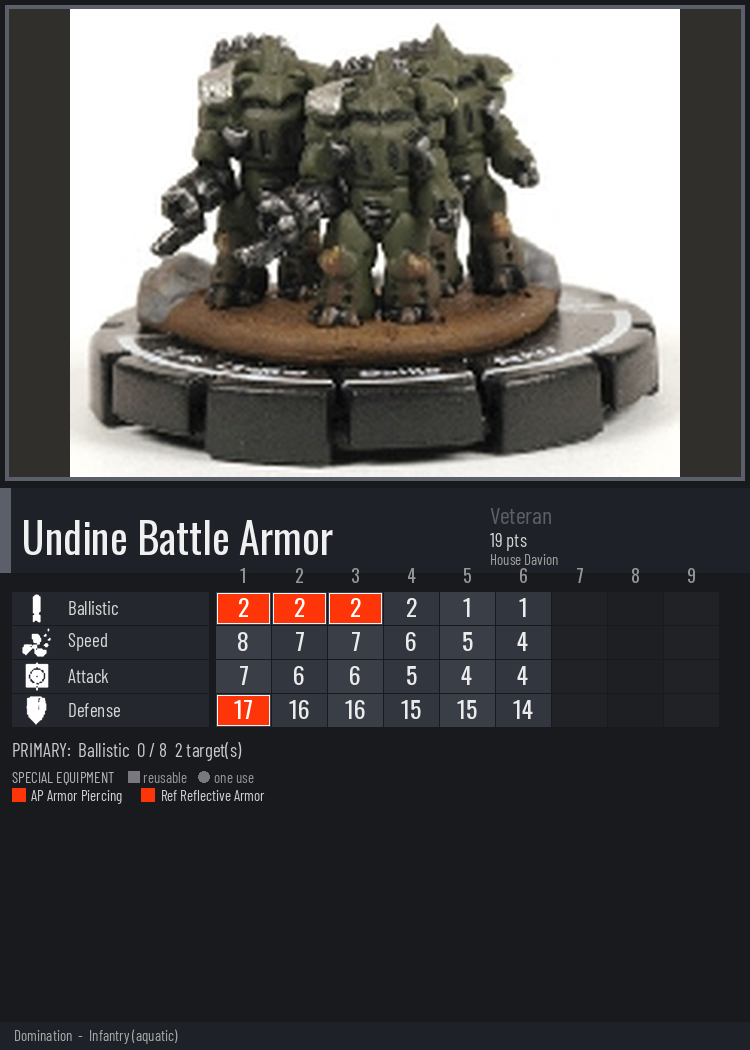 Undine Battle Armor
Veteran
19 pts
House Davion
1 2 3 4 5 6 7 8 9
Ballistic 2 2 2 2 1 1
Speed 8 7 7 6 5 4
Attack 7 6 6 5 4 4
Defense 17 16 16 15 15 14
PRIMARY: Ballistic 0 / 8 2 target(s)
SPECIAL EQUIPMENT reusable one use
AP Armor Piercing Ref Reflective Armor
Domination - Infantry (aquatic)